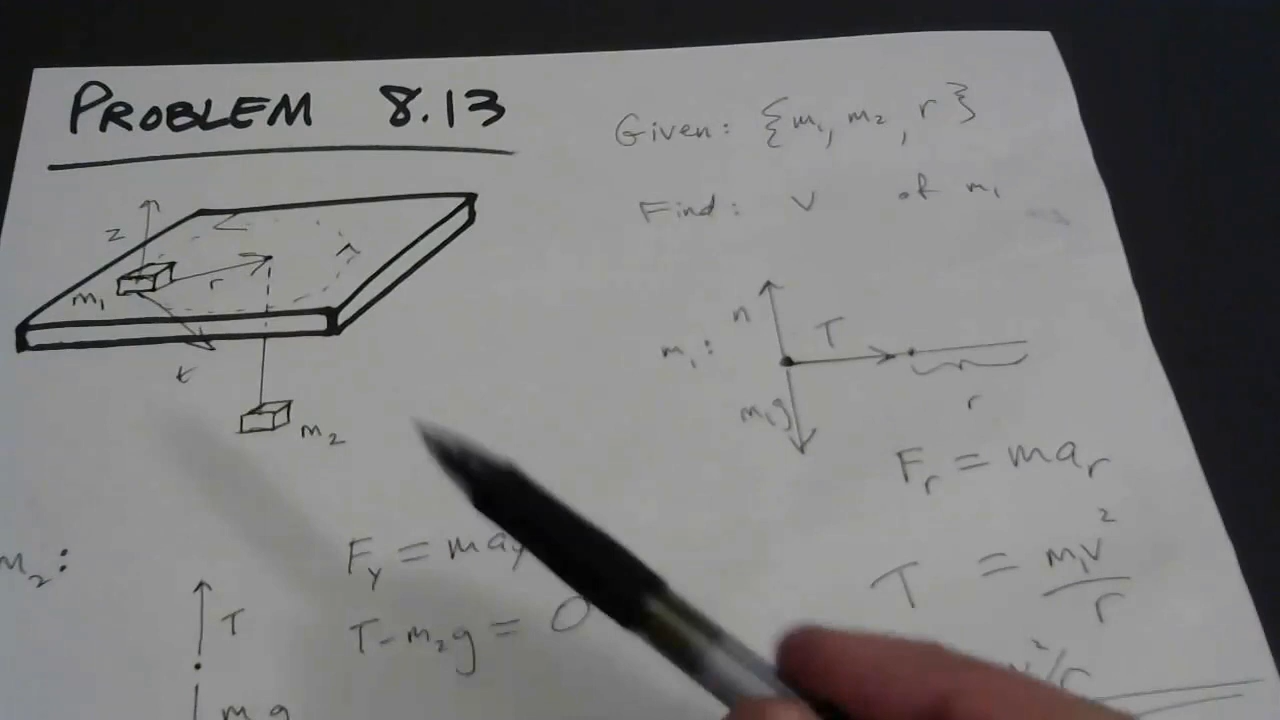 PROBLEM 8.13
Given: {m₁, m₂, r}
Find: v of m₁
z
m₁
r
t
m₂
m₁:
n
T
m₁g
r
Fᵣ = maᵣ
T = m₁v²/r
v²/r
m₂:
T
Fy = may
T - m₂g = 0